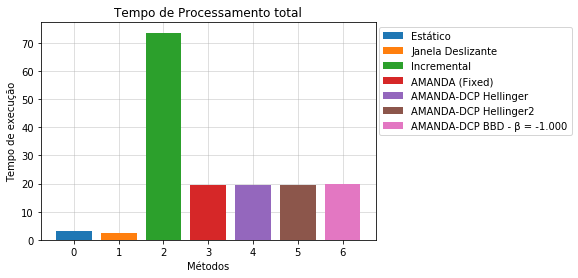 Tempo de Processamento total
Tempo de execução
70
60
50
40
30
20
10
0
0 1 2 3 4 5 6
Métodos
Estático
Janela Deslizante
Incremental
AMANDA (Fixed)
AMANDA-DCP Hellinger
AMANDA-DCP Hellinger2
AMANDA-DCP BBD - β = -1.000